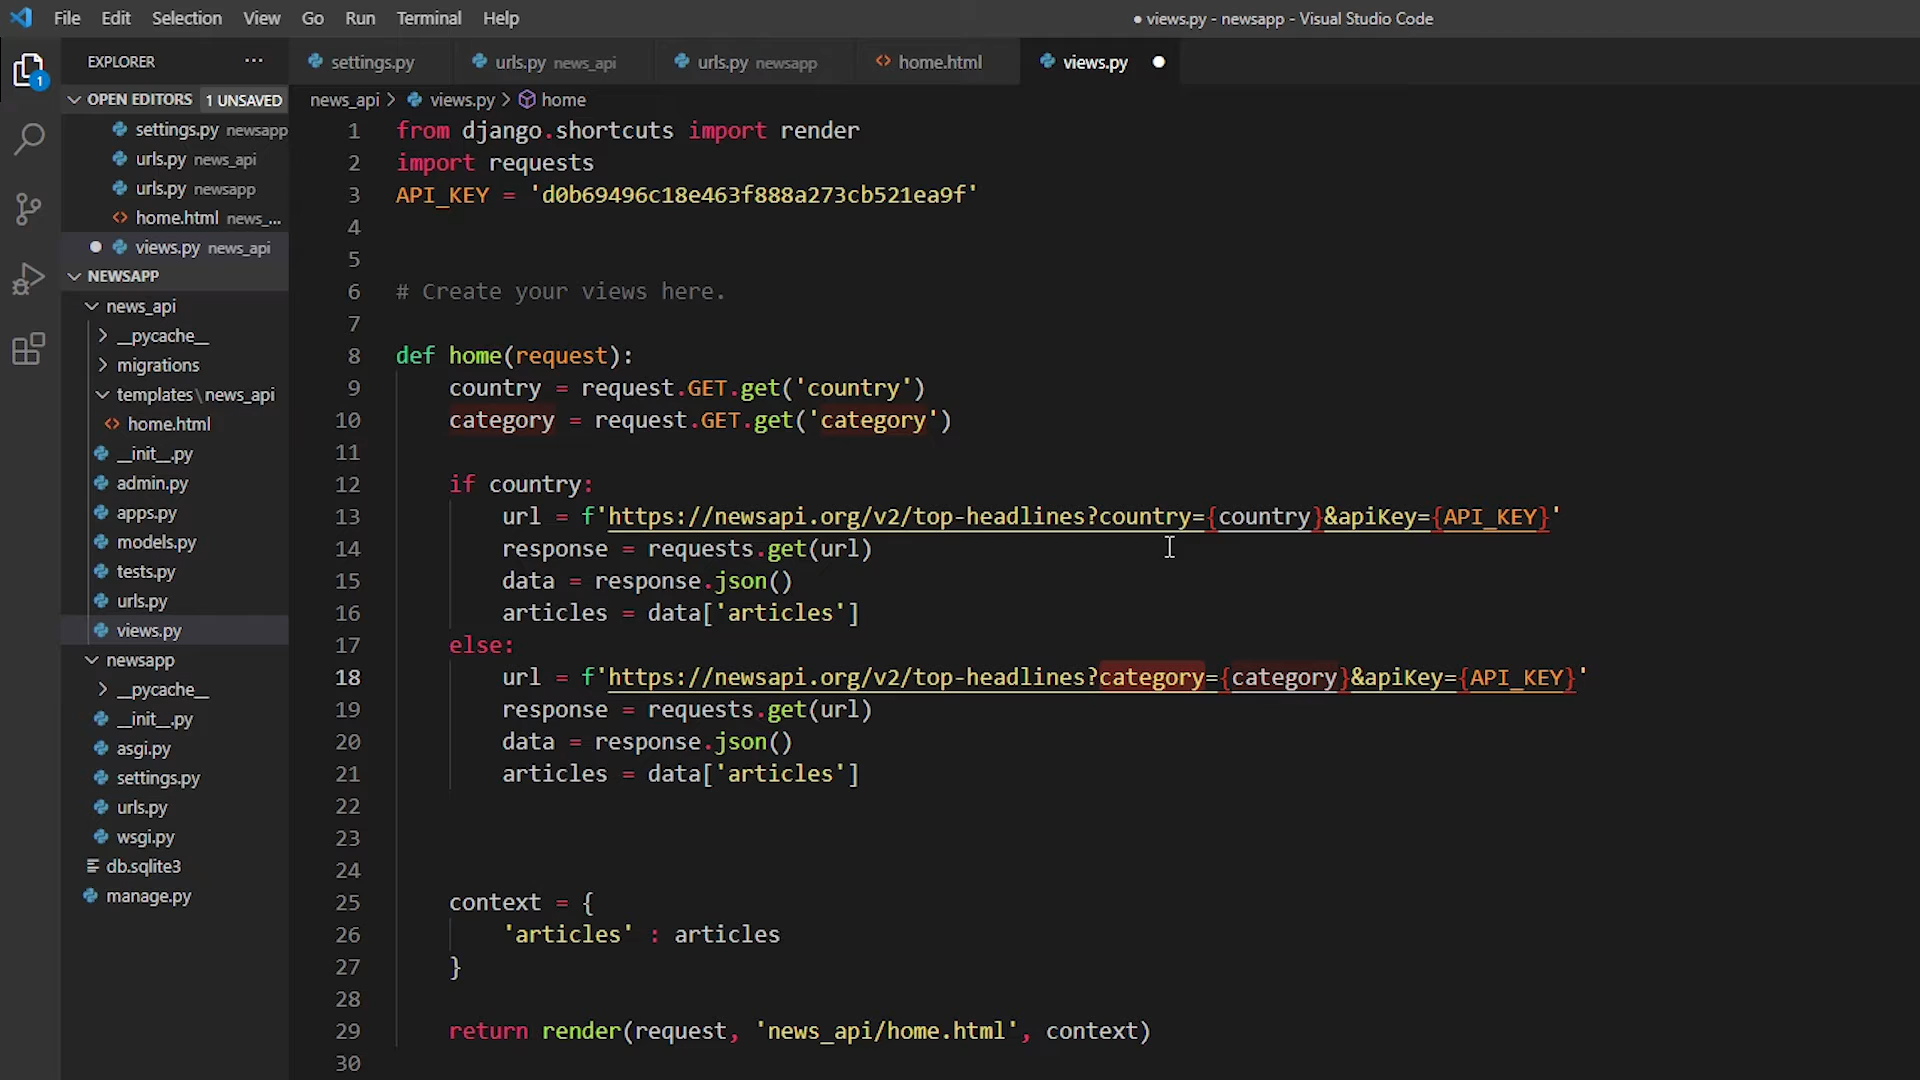 File Edit Selection View Go Run Terminal Help
● views.py - newsapp - Visual Studio Code
EXPLORER
settings.py
urls.py news_api
urls.py newsapp
home.html
views.py
OPEN EDITORS 1 UNSAVED
settings.py newsapp
urls.py news_api
urls.py newsapp
home.html news_...
views.py news_api
NEWSAPP
news_api
__pycache__
migrations
templates\news_api
home.html
__init__.py
admin.py
apps.py
models.py
tests.py
urls.py
views.py
newsapp
__pycache__
__init__.py
asgi.py
settings.py
urls.py
wsgi.py
db.sqlite3
manage.py
1
news_api > views.py > home
1 from django.shortcuts import render
2 import requests
3 API_KEY = 'd0b69496c18e463f888a273cb521ea9f'
4
5
6 # Create your views here.
7
8 def home(request):
9     country = request.GET.get('country')
10     category = request.GET.get('category')
11
12     if country:
13         url = f'https://newsapi.org/v2/top-headlines?country={country}&apiKey={API_KEY}'
14         response = requests.get(url)
15         data = response.json()
16         articles = data['articles']
17     else:
18         url = f'https://newsapi.org/v2/top-headlines?category={category}&apiKey={API_KEY}'
19         response = requests.get(url)
20         data = response.json()
21         articles = data['articles']
22
23
24
25     context = {
26         'articles' : articles
27     }
28
29     return render(request, 'news_api/home.html', context)
30